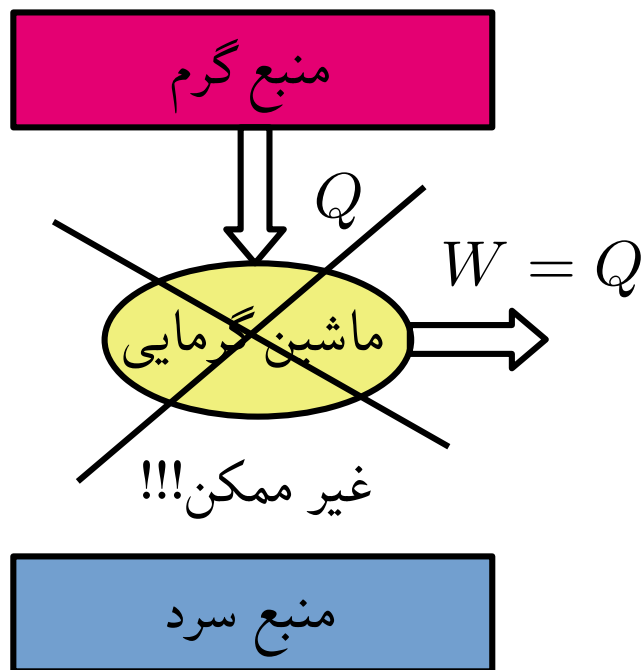 منبع گرم
Q
W = Q
ماشین گرمایی
غیر ممکن!!!
منبع سرد